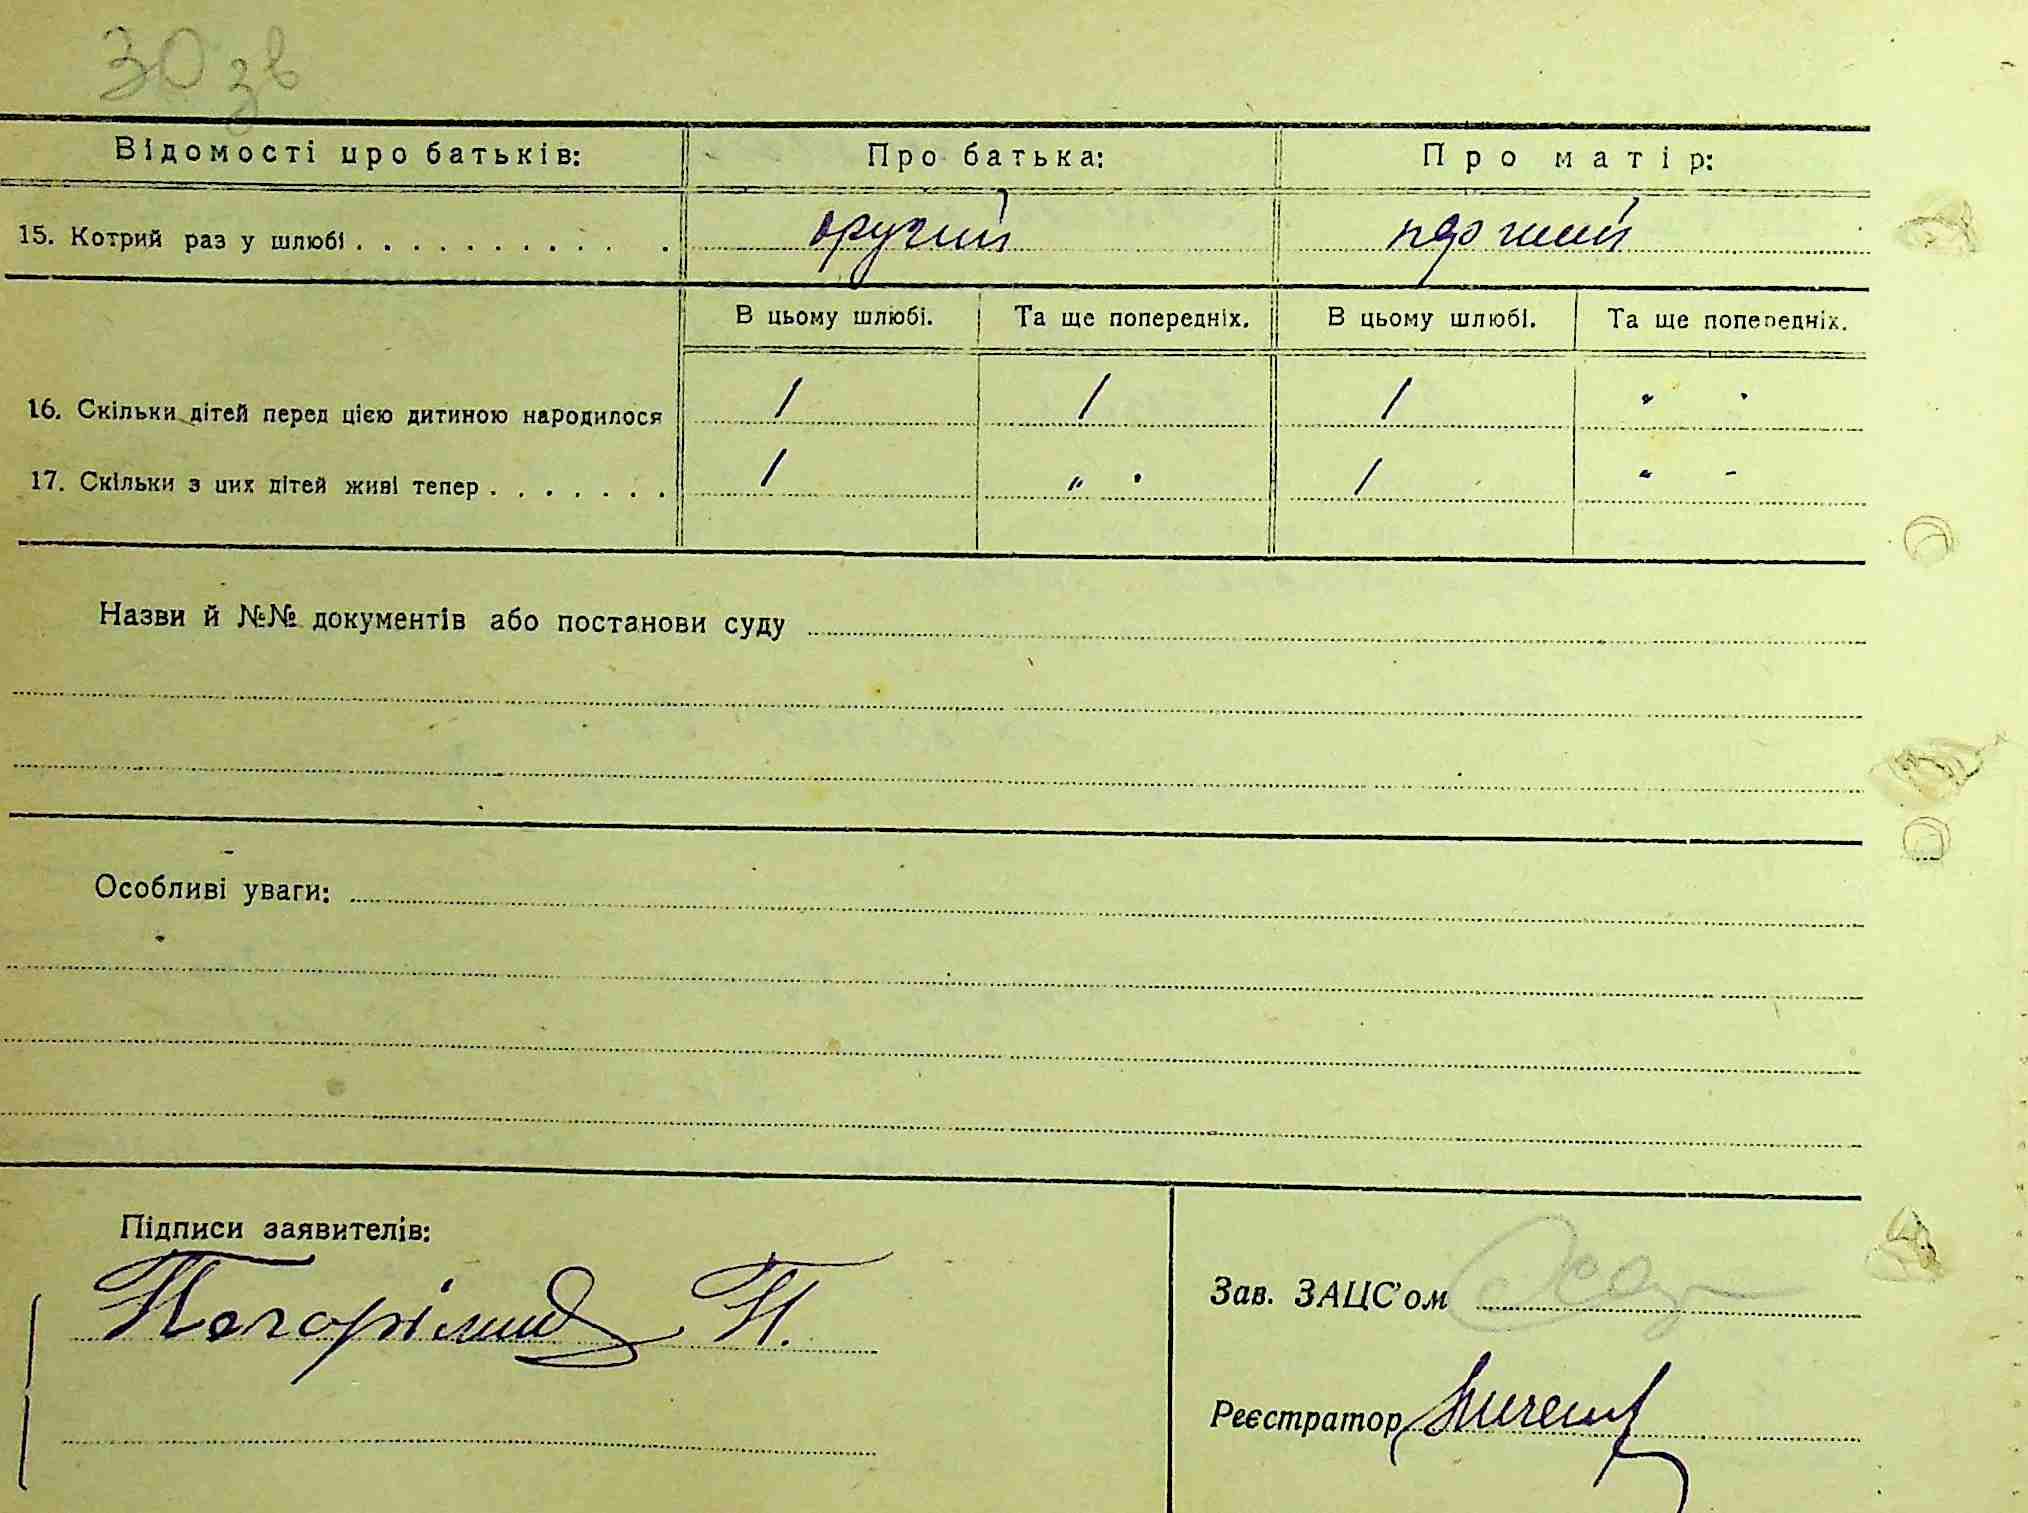 30 зв
Відомості про батьків: Про батька: Про матір:
15. Котрий раз у шлюбі . . . . . . . . . . . другий перший
В цьому шлюбі. Та ще попередніх. В цьому шлюбі. Та ще попередніх.
16. Скільки дітей перед цією дитиною народилося 1 1 1 " "
17. Скільки з цих дітей живі тепер . . . . . . . 1 " " 1 " "
Назви й №№ документів або постанови суду
Особливі уваги:
Підписи заявителів:
Зав. ЗАЦС'ом
Погорілий П.
Реєстратор